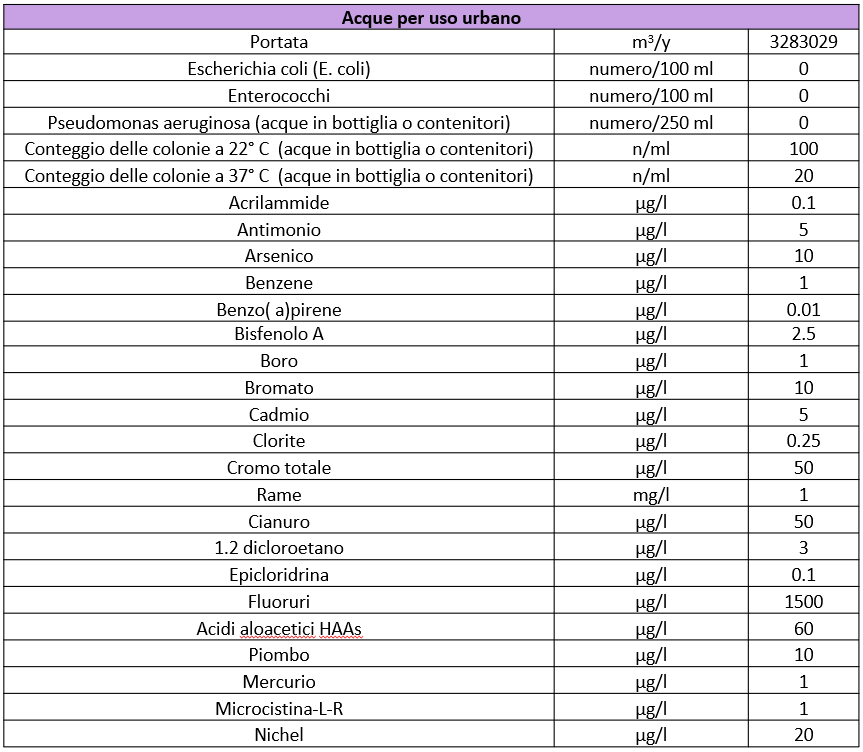 Acque per uso urbano
Portata m³/y 3283029
Escherichia coli (E. coli) numero/100 ml 0
Enterococchi numero/100 ml 0
Pseudomonas aeruginosa (acque in bottiglia o contenitori) numero/250 ml 0
Conteggio delle colonie a 22° C (acque in bottiglia o contenitori) n/ml 100
Conteggio delle colonie a 37° C (acque in bottiglia o contenitori) n/ml 20
Acrilammide µg/l 0.1
Antimonio µg/l 5
Arsenico µg/l 10
Benzene µg/l 1
Benzo( a)pirene µg/l 0.01
Bisfenolo A µg/l 2.5
Boro µg/l 1
Bromato µg/l 10
Cadmio µg/l 5
Clorite µg/l 0.25
Cromo totale µg/l 50
Rame mg/l 1
Cianuro µg/l 50
1.2 dicloroetano µg/l 3
Epicloridrina µg/l 0.1
Fluoruri µg/l 1500
Acidi aloacetici HAAs µg/l 60
Piombo µg/l 10
Mercurio µg/l 1
Microcistina-L-R µg/l 1
Nichel µg/l 20